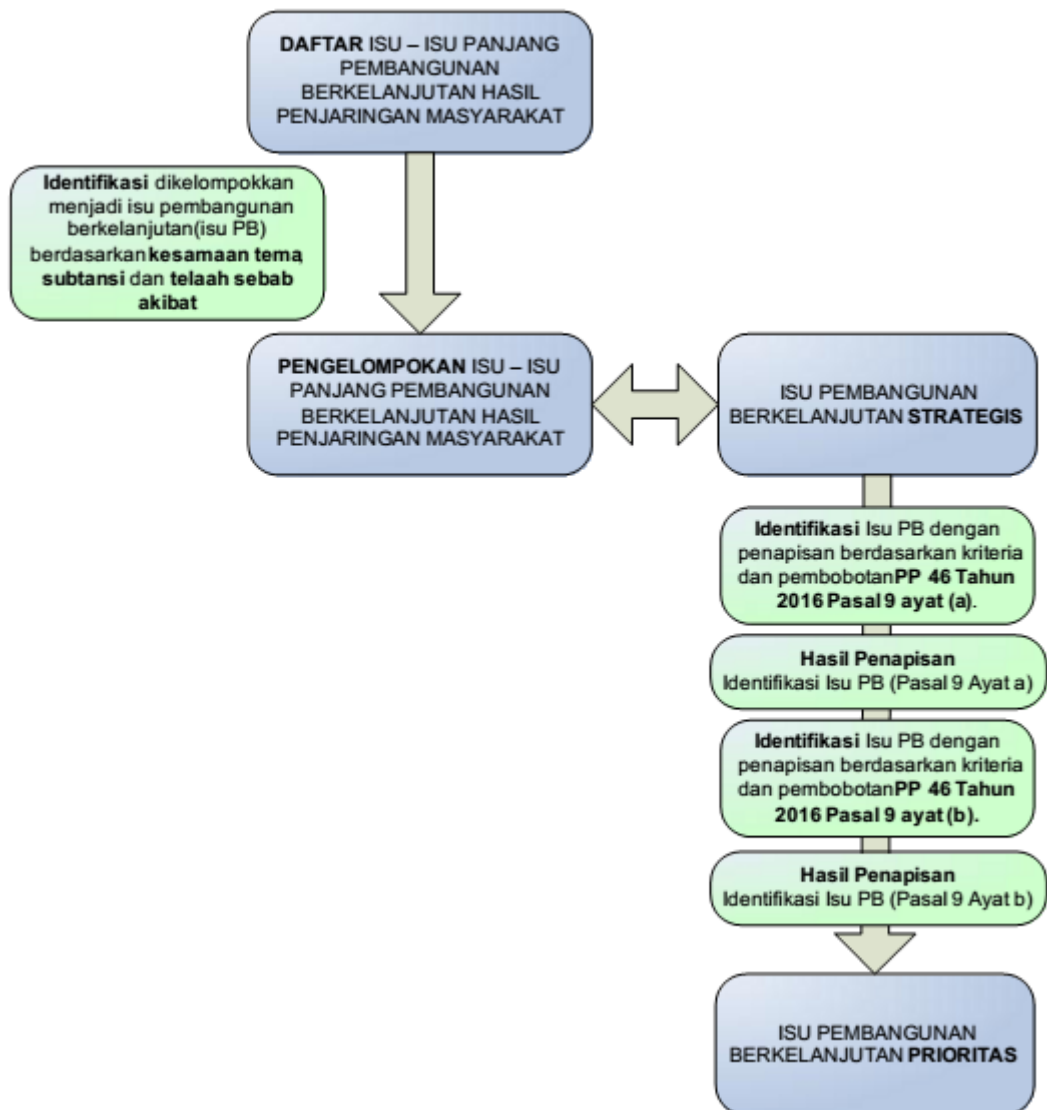 DAFTAR ISU – ISU PANJANG
PEMBANGUNAN
BERKELANJUTAN HASIL
PENJARINGAN MASYARAKAT
Identifikasi dikelompokkan
menjadi isu pembangunan
berkelanjutan(isu PB)
berdasarkan kesamaan tema,
subtansi dan telaah sebab
akibat
PENGELOMPOKAN ISU – ISU
PANJANG PEMBANGUNAN
BERKELANJUTAN HASIL
PENJARINGAN MASYARAKAT
ISU PEMBANGUNAN
BERKELANJUTAN STRATEGIS
Identifikasi Isu PB dengan
penapisan berdasarkan kriteria
dan pembobotan PP 46 Tahun
2016 Pasal 9 ayat (a).
Hasil Penapisan
Identifikasi Isu PB (Pasal 9 Ayat a)
Identifikasi Isu PB dengan
penapisan berdasarkan kriteria
dan pembobotan PP 46 Tahun
2016 Pasal 9 ayat (b).
Hasil Penapisan
Identifikasi Isu PB (Pasal 9 Ayat b)
ISU PEMBANGUNAN
BERKELANJUTAN PRIORITAS